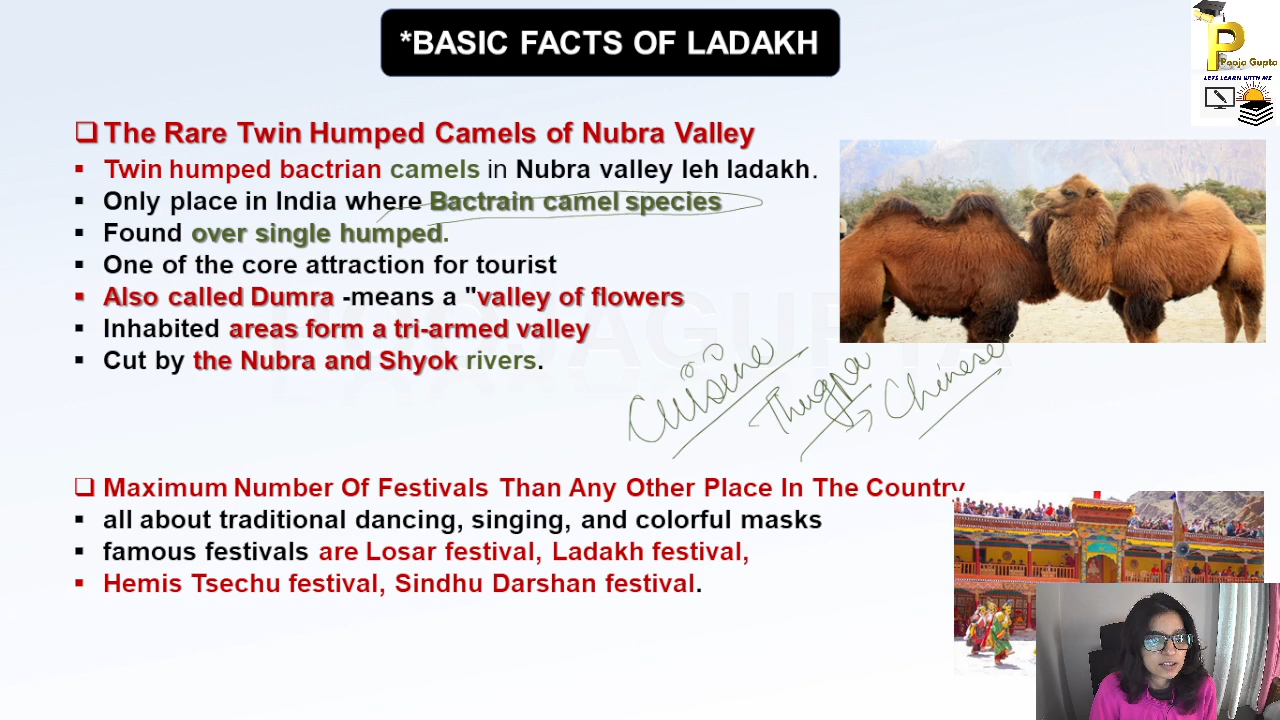 *BASIC FACTS OF LADAKH
P
Pooja Gupta
LETS LEARN WITH ME
❑ The Rare Twin Humped Camels of Nubra Valley
▪ Twin humped bactrian camels in Nubra valley leh ladakh.
▪ Only place in India where Bactrain camel species
▪ Found over single humped.
▪ One of the core attraction for tourist
▪ Also called Dumra -means a "valley of flowers
▪ Inhabited areas form a tri-armed valley
▪ Cut by the Nubra and Shyok rivers.
Cuisine
Thugpa → Chinese
❑ Maximum Number Of Festivals Than Any Other Place In The Country
▪ all about traditional dancing, singing, and colorful masks
▪ famous festivals are Losar festival, Ladakh festival,
▪ Hemis Tsechu festival, Sindhu Darshan festival.